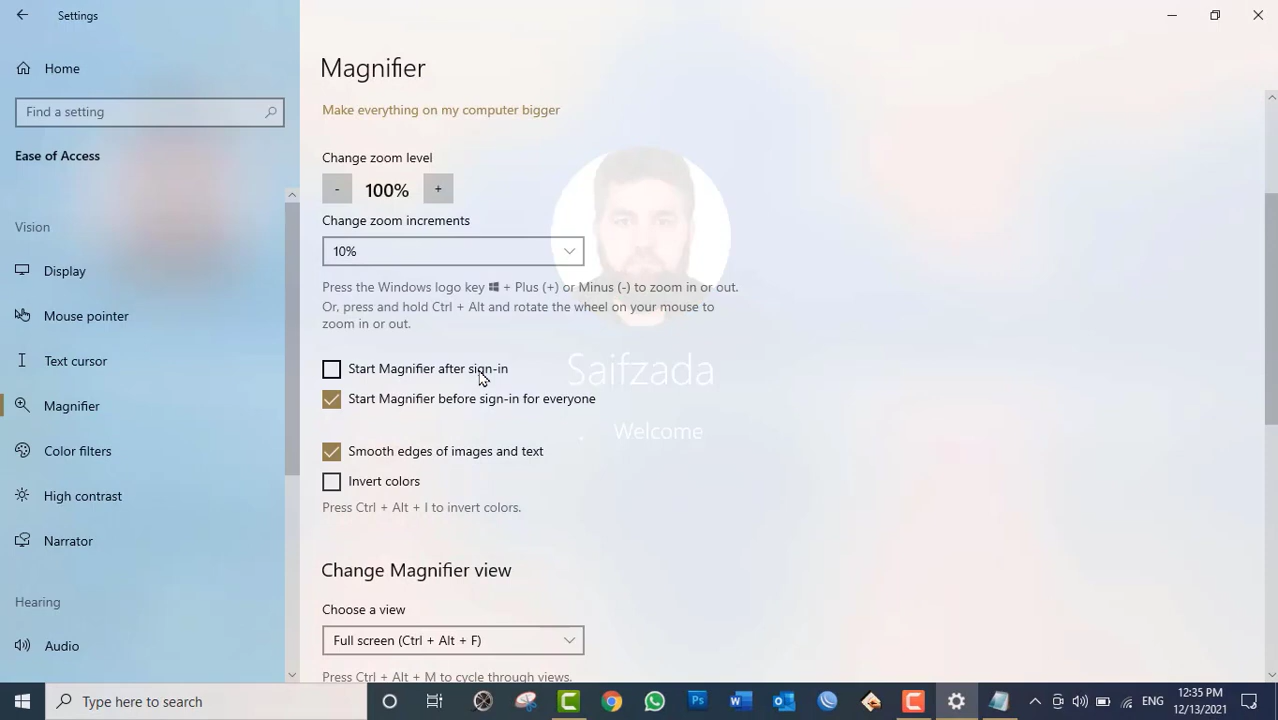 Settings
Home
Find a setting
Ease of Access
Vision
Display
Mouse pointer
Text cursor
Magnifier
Color filters
High contrast
Narrator
Hearing
Audio
Magnifier
Make everything on my computer bigger
Change zoom level
- 100% +
Change zoom increments
10%
Press the Windows logo key + Plus (+) or Minus (-) to zoom in or out.
Or, press and hold Ctrl + Alt and rotate the wheel on your mouse to
zoom in or out.
Start Magnifier after sign-in
Start Magnifier before sign-in for everyone
Smooth edges of images and text
Invert colors
Press Ctrl + Alt + I to invert colors.
Change Magnifier view
Choose a view
Full screen (Ctrl + Alt + F)
Press Ctrl + Alt + M to cycle through views.
Saifzada
Welcome
Type here to search
Ps
ENG
12:35 PM
12/13/2021